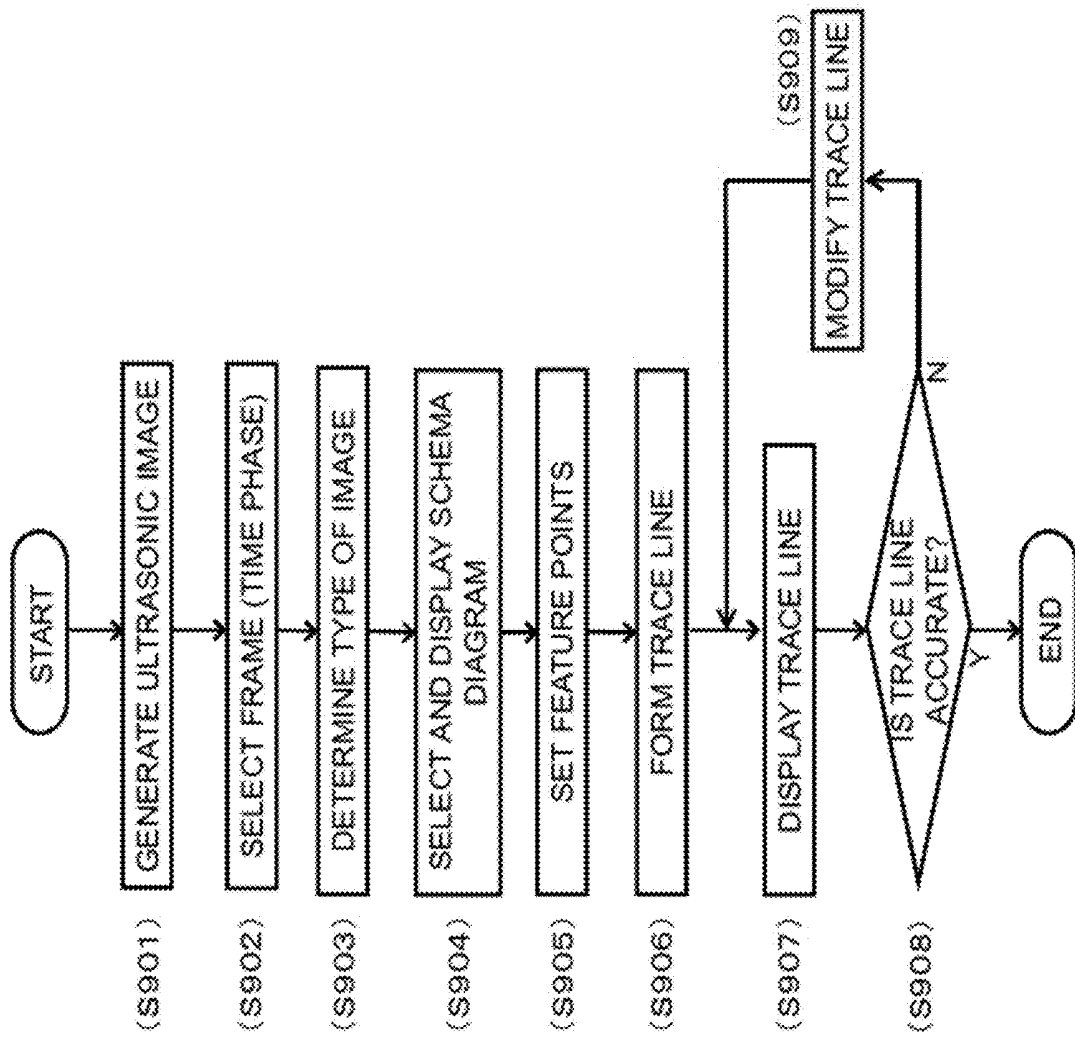 START
(S901)
GENERATE ULTRASONIC IMAGE
(S902)
SELECT FRAME (TIME PHASE)
(S903)
DETERMINE TYPE OF IMAGE
(S904)
SELECT AND DISPLAY SCHEMA
DIAGRAM
(S905)
SET FEATURE POINTS
(S906)
FORM TRACE LINE
(S907)
DISPLAY TRACE LINE
(S909)
MODIFY TRACE LINE
(S908)
IS TRACE LINE
ACCURATE?
N
Y
END